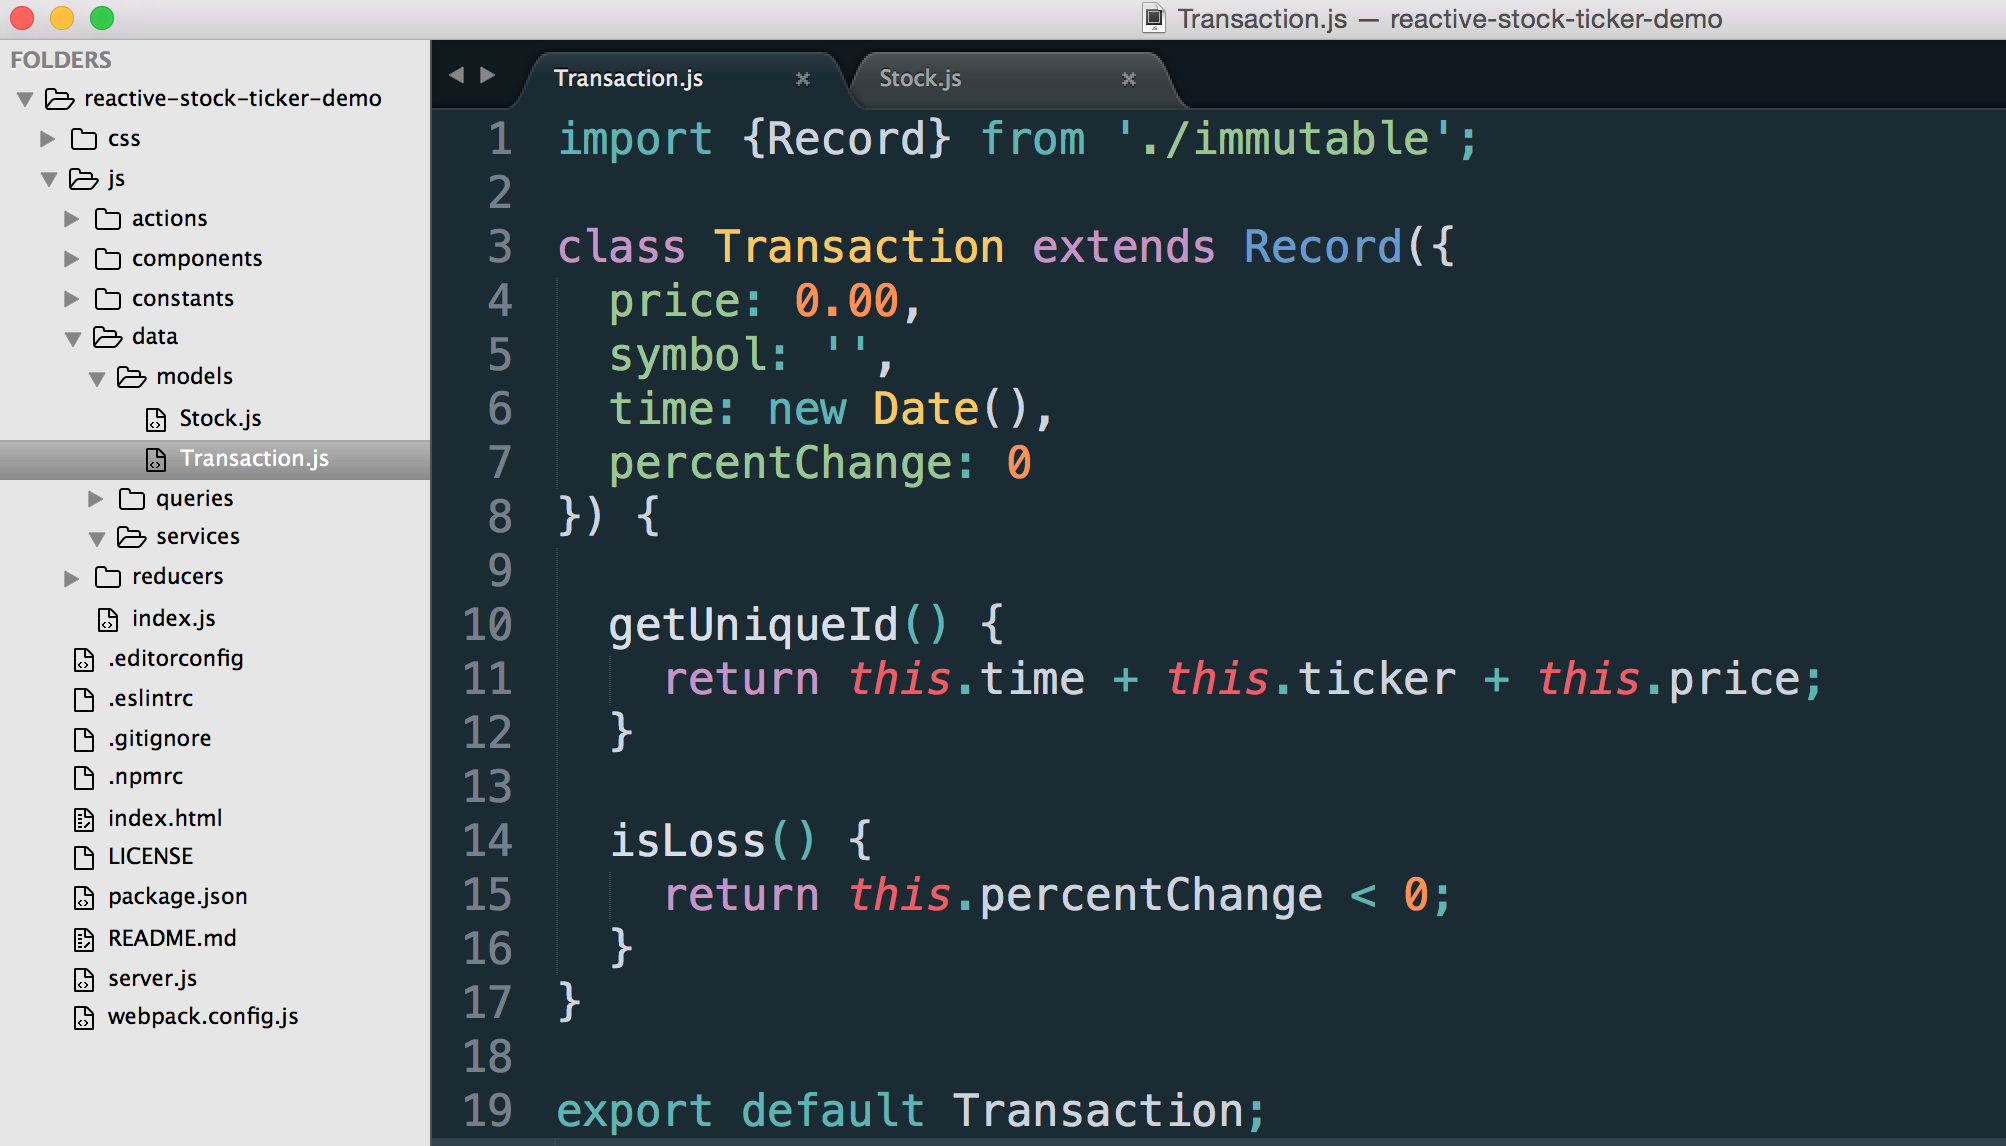 Transaction.js — reactive-stock-ticker-demo
FOLDERS
reactive-stock-ticker-demo
css
js
actions
components
constants
data
models
Stock.js
Transaction.js
queries
services
reducers
index.js
.editorconfig
.eslintrc
.gitignore
.npmrc
index.html
LICENSE
package.json
README.md
server.js
webpack.config.js
Transaction.js × Stock.js ×
1 import {Record} from './immutable';
2
3 class Transaction extends Record({
4   price: 0.00,
5   symbol: '',
6   time: new Date(),
7   percentChange: 0
8 }) {
9
10   getUniqueId() {
11     return this.time + this.ticker + this.price;
12   }
13
14   isLoss() {
15     return this.percentChange < 0;
16   }
17 }
18
19 export default Transaction;